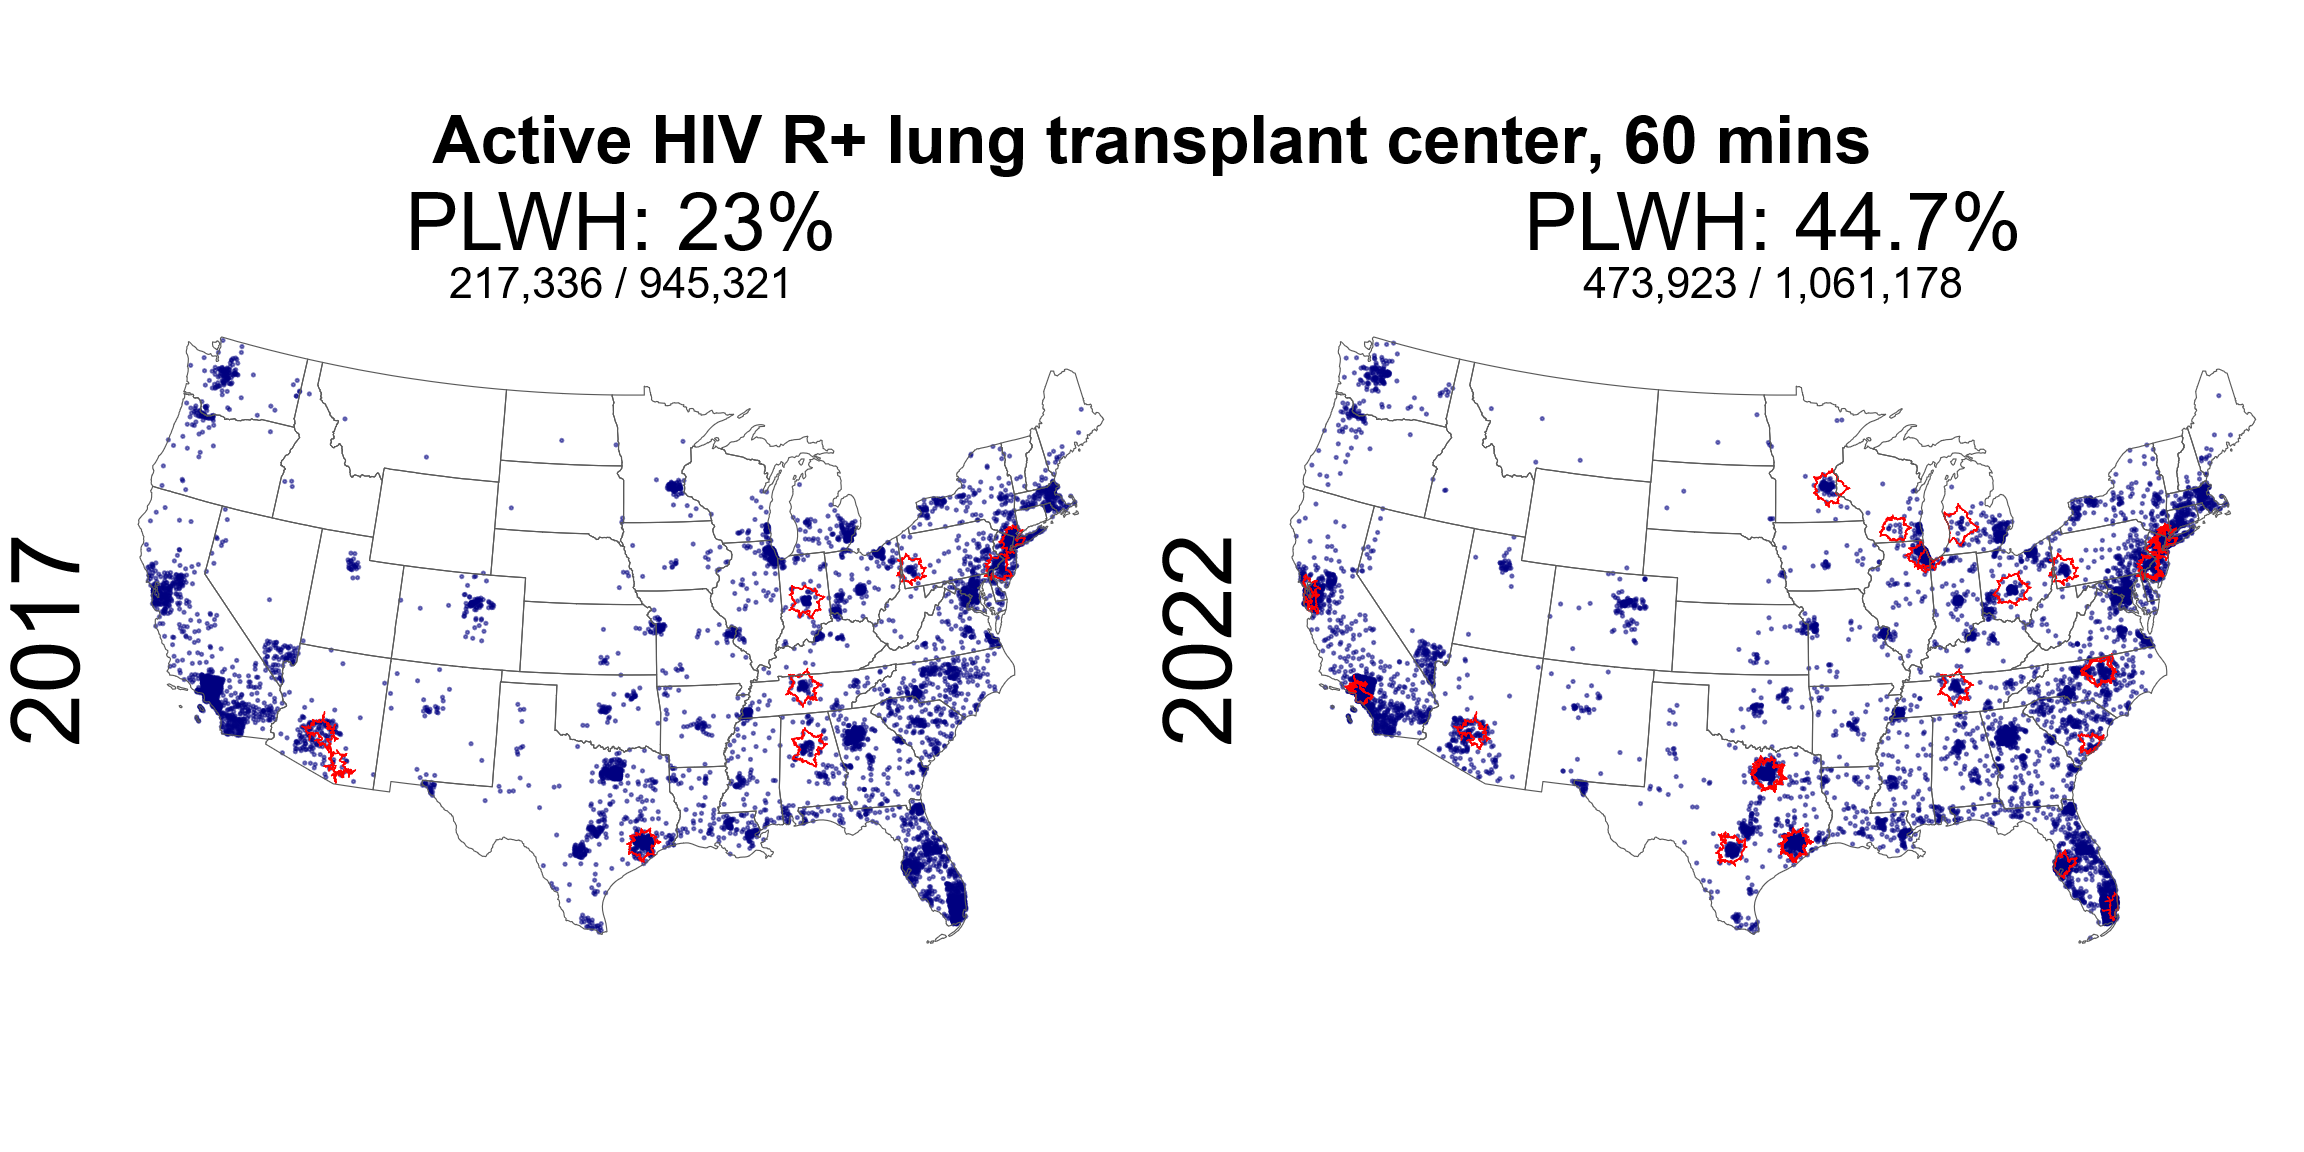 Active HIV R+ lung transplant center, 60 mins
PLWH: 23%
217,336 / 945,321
2017
PLWH: 44.7%
473,923 / 1,061,178
2022